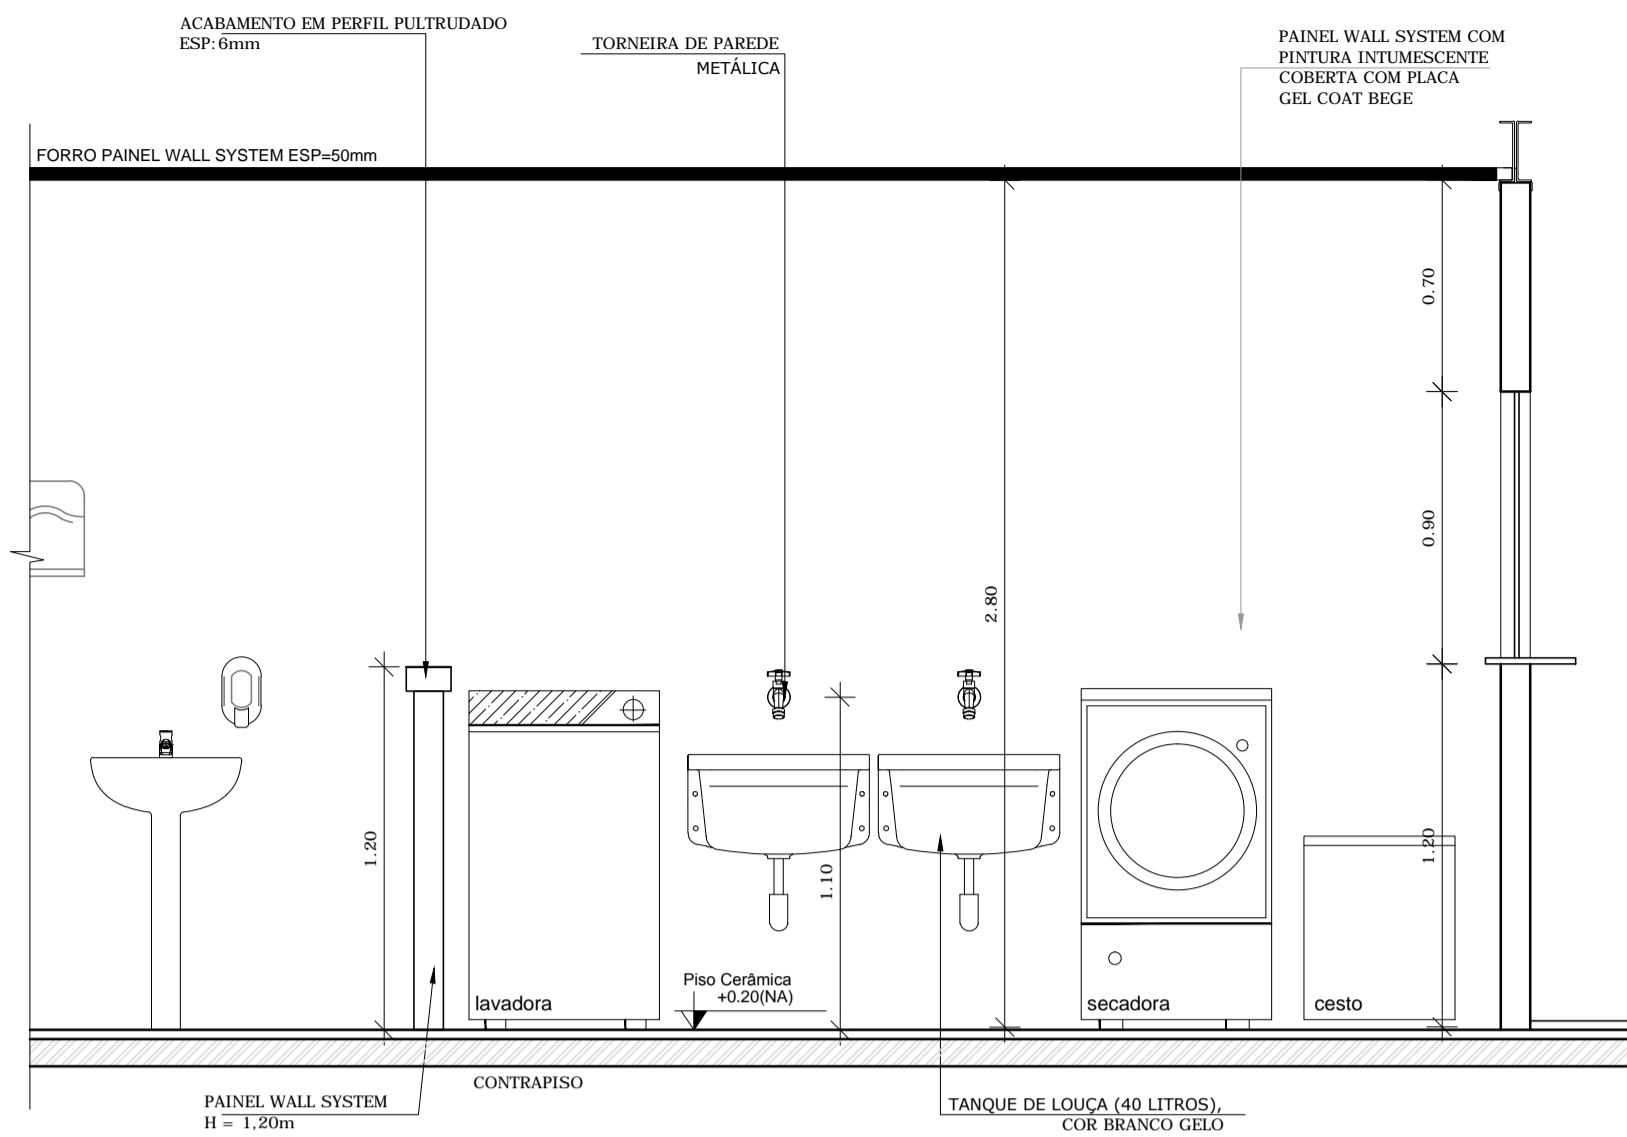 ACABAMENTO EM PERFIL PULTRUDADO
ESP:6mm
TORNEIRA DE PAREDE
METÁLICA
PAINEL WALL SYSTEM COM
PINTURA INTUMESCENTE
COBERTA COM PLACA
GEL COAT BEGE
FORRO PAINEL WALL SYSTEM ESP=50mm
0.70
0.90
2.80
1.20
1.10
1.20
Piso Cerâmica
+0.20(NA)
lavadora
secadora
cesto
CONTRAPISO
PAINEL WALL SYSTEM
H = 1,20m
TANQUE DE LOUÇA (40 LITROS),
COR BRANCO GELO